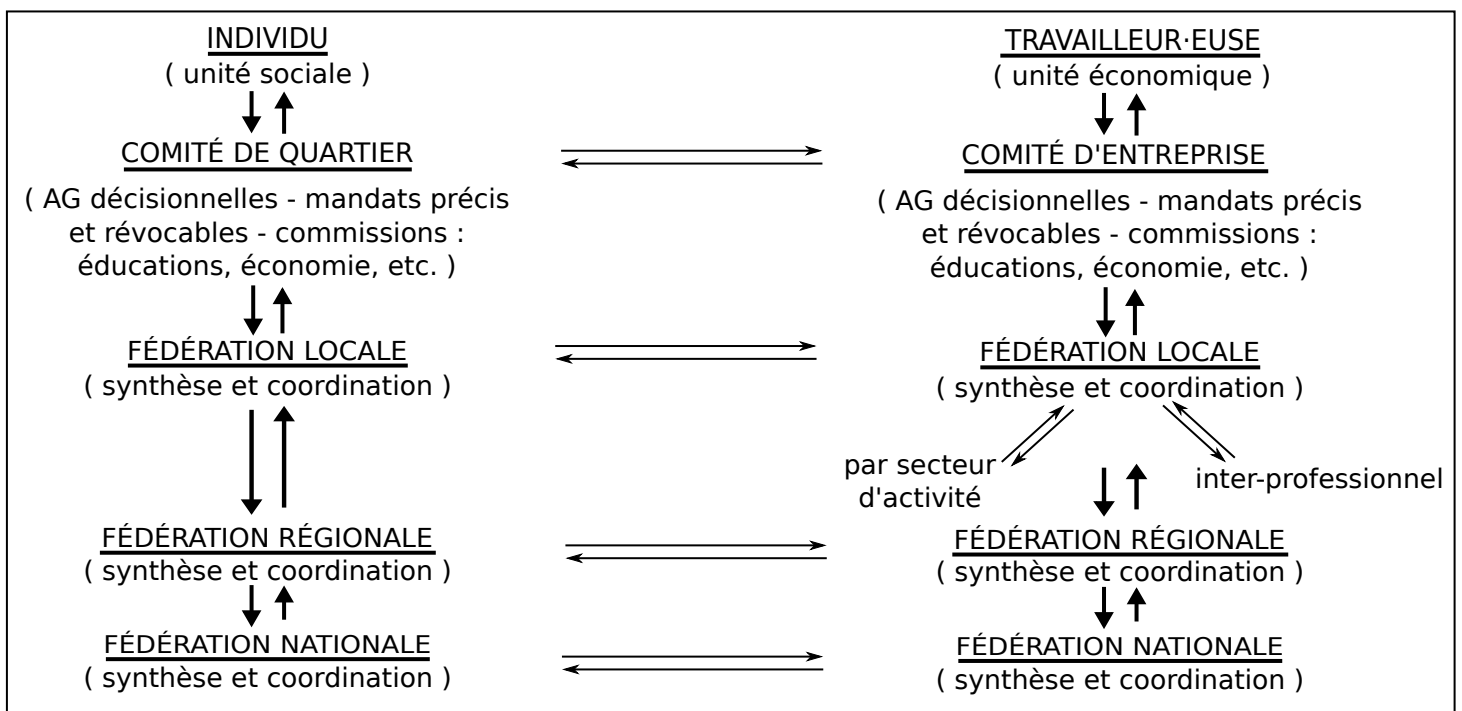 INDIVIDU
( unité sociale )
COMITÉ DE QUARTIER
( AG décisionnelles - mandats précis
et révocables - commissions :
éducations, économie, etc. )
FÉDÉRATION LOCALE
( synthèse et coordination )
FÉDÉRATION RÉGIONALE
( synthèse et coordination )
FÉDÉRATION NATIONALE
( synthèse et coordination )
TRAVAILLEUR·EUSE
( unité économique )
COMITÉ D'ENTREPRISE
( AG décisionnelles - mandats précis
et révocables - commissions :
éducations, économie, etc. )
FÉDÉRATION LOCALE
( synthèse et coordination )
par secteur
d'activité
inter-professionnel
FÉDÉRATION RÉGIONALE
( synthèse et coordination )
FÉDÉRATION NATIONALE
( synthèse et coordination )